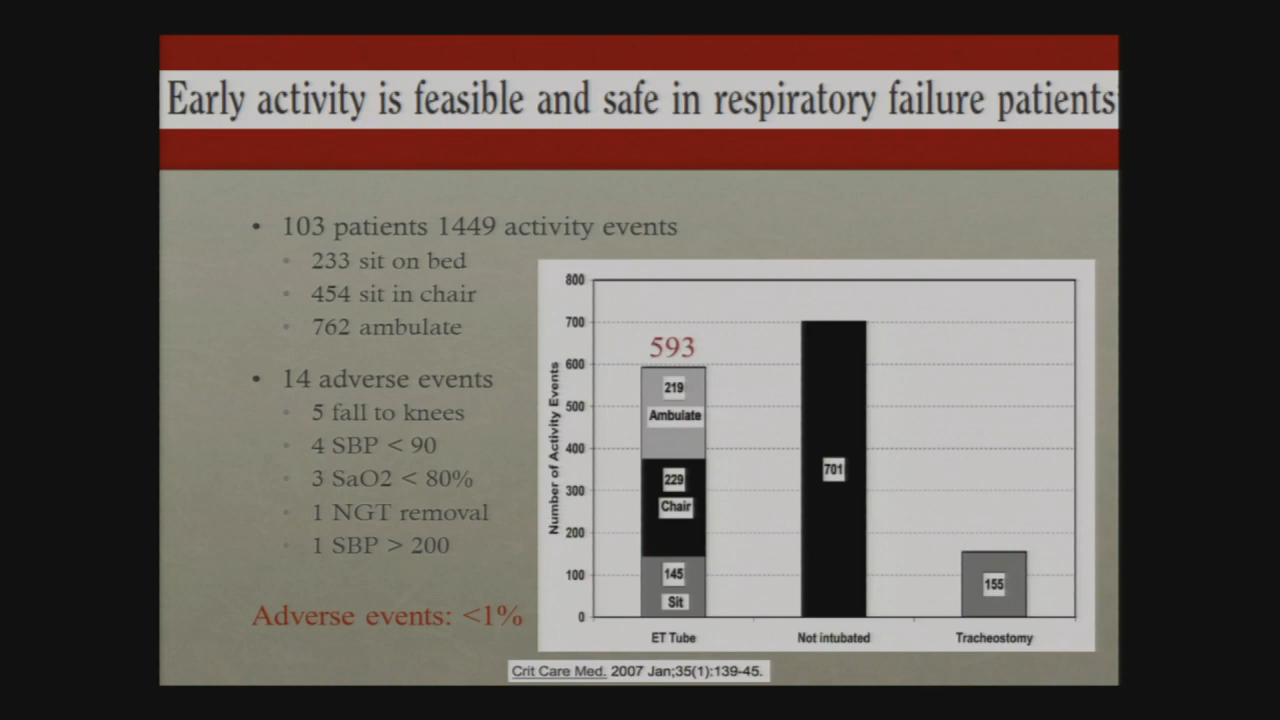 Early activity is feasible and safe in respiratory failure patients
• 103 patients 1449 activity events
• 233 sit on bed
• 454 sit in chair
• 762 ambulate
• 14 adverse events
• 5 fall to knees
• 4 SBP < 90
• 3 SaO2 < 80%
• 1 NGT removal
• 1 SBP > 200
Adverse events: <1%
Number of Activity Events
800
700
600
500
400
300
200
100
0
593
219
Ambulate
229
Chair
145
Sit
701
155
ET Tube
Not intubated
Tracheostomy
Crit Care Med. 2007 Jan;35(1):139-45.